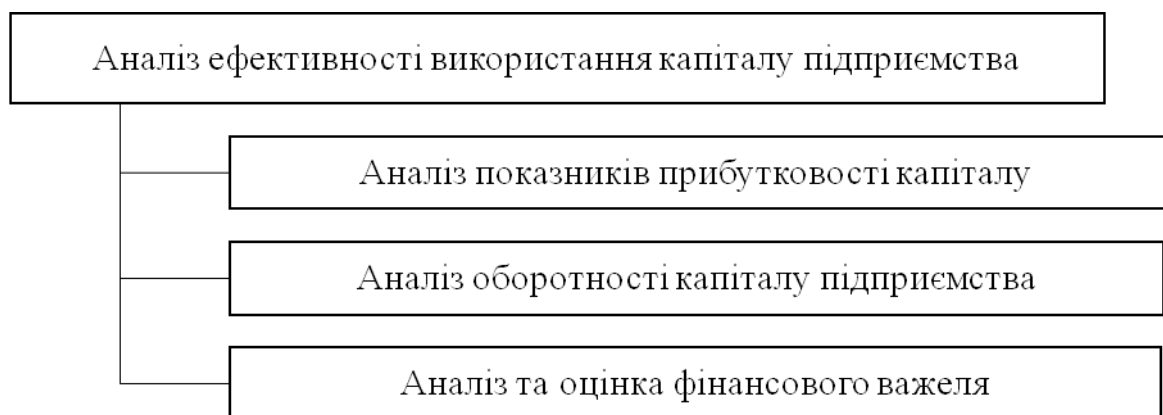 Аналіз ефективності використання капіталу підприємства
Аналіз показників прибутковості капіталу
Аналіз оборотності капіталу підприємства
Аналіз та оцінка фінансового важеля